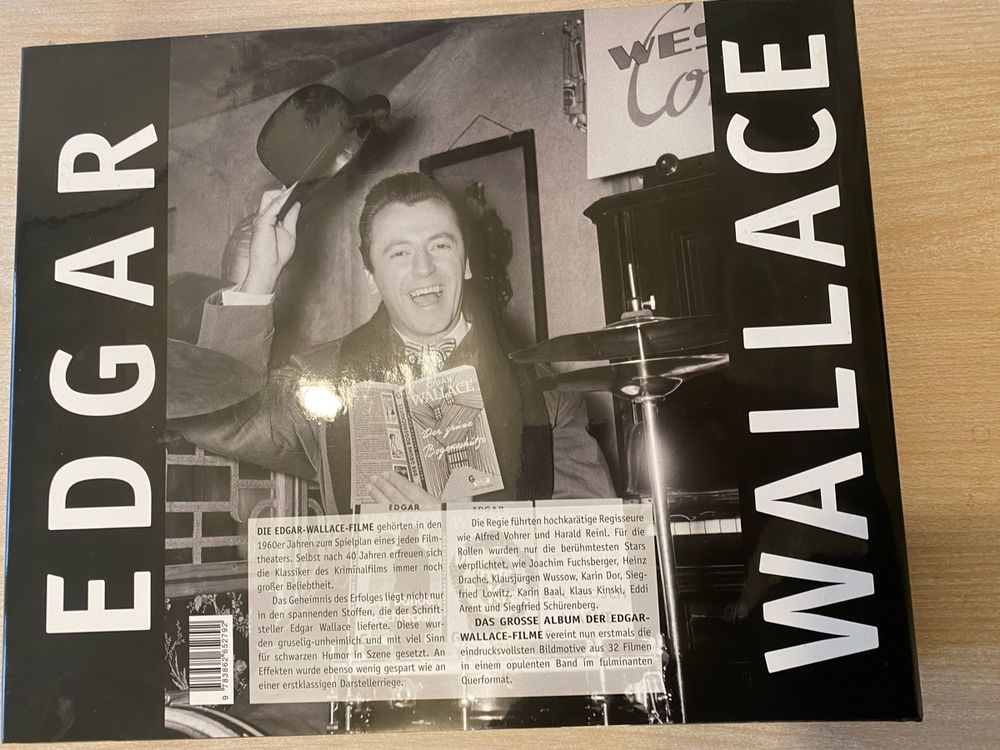 EDGAR
WALLACE
WES
Co
WALLACE
Der grüne
Bogenschütze
G
EDGAR
EDGAR
DIE EDGAR-WALLACE-FILME gehörten in den
1960er Jahren zum Spielplan eines jeden Film-
theaters. Selbst nach 40 Jahren erfreuen sich
die Klassiker des Kriminalfilms immer noch
großer Beliebtheit.
Das Geheimnis des Erfolges liegt nicht nur
in den spannenden Stoffen, die der Schrift-
steller Edgar Wallace lieferte. Diese wur-
den gruselig-unheimlich und mit viel Sinn
für schwarzen Humor in Szene gesetzt. An
Effekten wurde ebenso wenig gespart wie an
einer erstklassigen Darstellerriege.
Die Regie führten hochkarätige Regisseure
wie Alfred Vohrer und Harald Reinl. Für die
Rollen wurden nur die berühmtesten Stars
verpflichtet, wie Joachim Fuchsberger, Heinz
Drache, Klausjürgen Wussow, Karin Dor, Sieg-
fried Lowitz, Karin Baal, Klaus Kinski, Eddi
Arent und Siegfried Schürenberg.
DAS GROSSE ALBUM DER EDGAR-
WALLACE-FILME vereint nun erstmals die
eindrucksvollsten Bildmotive aus 32 Filmen
in einem opulenten Band im fulminanten
Querformat.
9 783862 652792